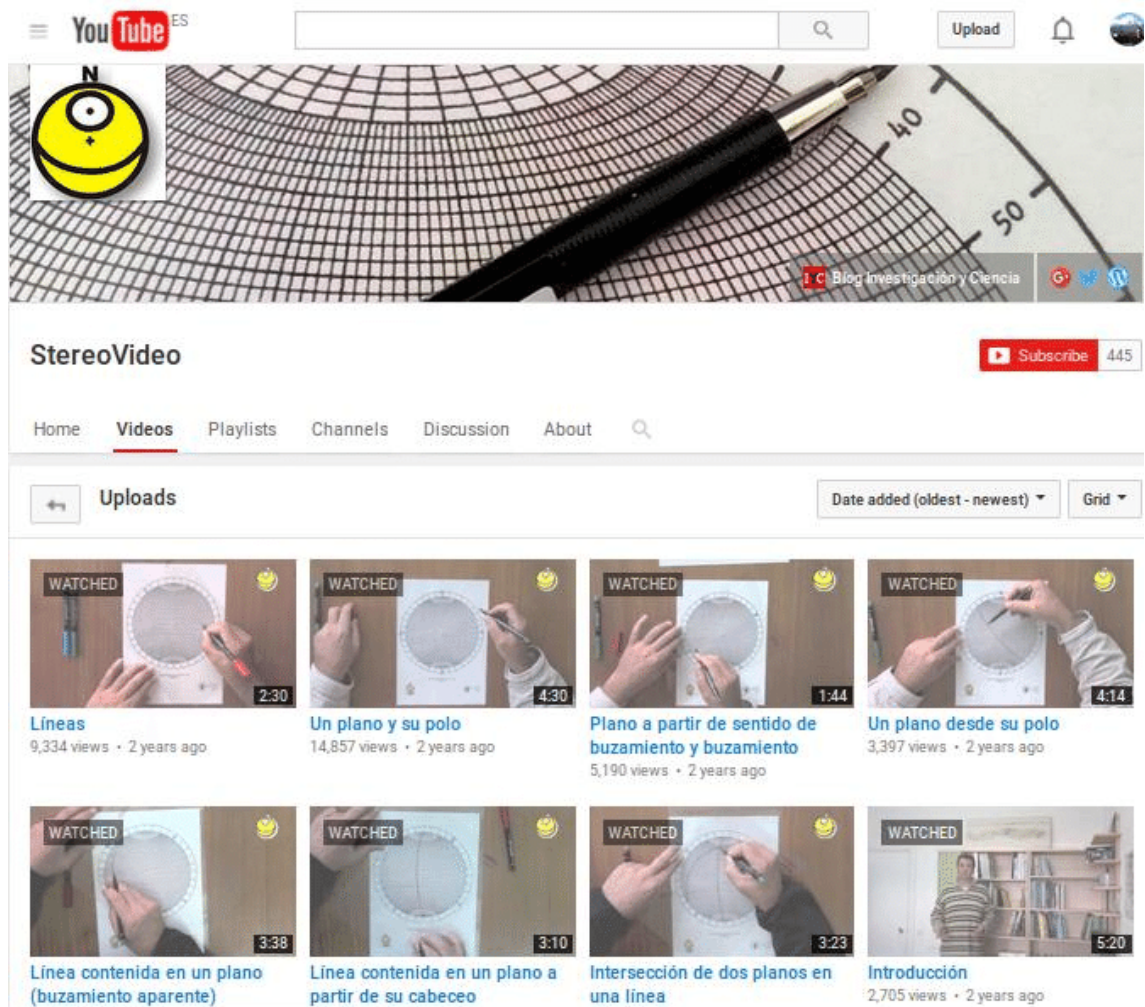 YouTube ES
Upload
N
40
50
IyC Blog Investigación y Ciencia
G+
StereoVideo
Subscribe 445
Home Videos Playlists Channels Discussion About
Uploads
Date added (oldest - newest) Grid
WATCHED WATCHED WATCHED WATCHED
2:30 4:30 1:44 4:14
Líneas
9,334 views • 2 years ago
Un plano y su polo
14,857 views • 2 years ago
Plano a partir de sentido de
buzamiento y buzamiento
5,190 views • 2 years ago
Un plano desde su polo
3,397 views • 2 years ago
WATCHED WATCHED WATCHED WATCHED
3:38 3:10 3:23 5:20
Línea contenida en un plano
(buzamiento aparente)
Línea contenida en un plano a
partir de su cabeceo
Intersección de dos planos en
una línea
Introducción
2,705 views • 2 years ago